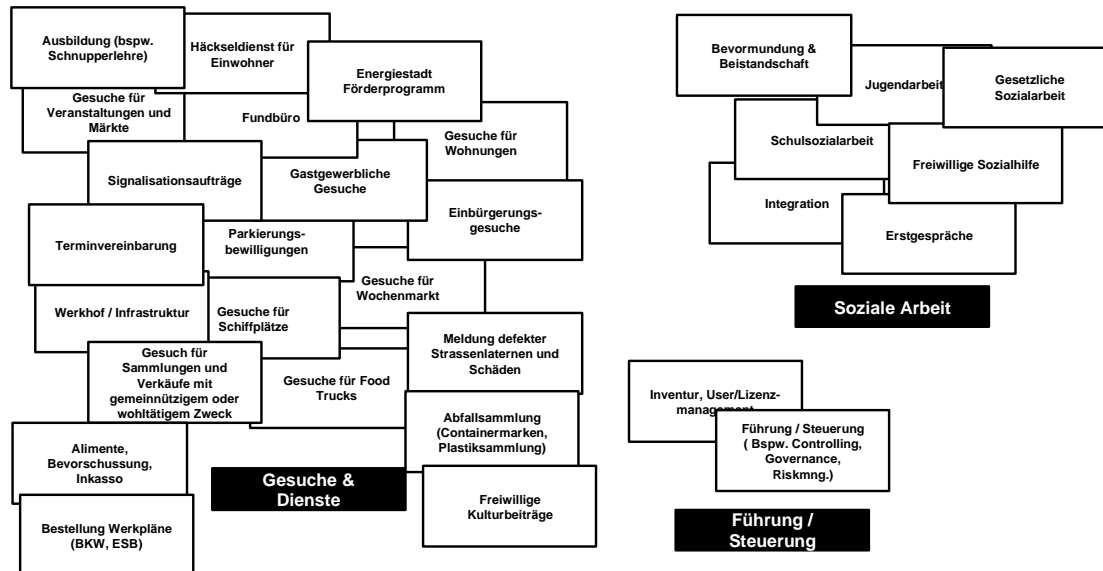 Ausbildung (bspw.
Schnupperlehre)
Häckseldienst für
Einwohner
Energiestadt
Förderprogramm
Gesuche für
Veranstaltungen und
Märkte
Fundbüro
Gesuche für
Wohnungen
Signalisationsaufträge
Gastgewerbliche
Gesuche
Einbürgerungs-
gesuche
Terminvereinbarung
Parkierungs-
bewilligungen
Gesuche für
Wochenmarkt
Werkhof / Infrastruktur
Gesuche für
Schiffplätze
Meldung defekter
Strassenlaternen und
Schäden
Gesuch für
Sammlungen und
Verkäufe mit
gemeinnützigem oder
wohltätigem Zweck
Gesuche für Food
Trucks
Abfallsammlung
(Containermarken,
Plastiksammlung)
Alimente,
Bevorschussung,
Inkasso
Gesuche &
Dienste
Freiwillige
Kulturbeiträge
Bestellung Werkpläne
(BKW, ESB)
Bevormundung &
Beistandschaft
Jugendarbeit
Gesetzliche
Sozialarbeit
Schulsozialarbeit
Freiwillige Sozialhilfe
Integration
Erstgespräche
Soziale Arbeit
Inventur, User/Lizenz-
management
Führung / Steuerung
( Bspw. Controlling,
Governance,
Riskmng.)
Führung /
Steuerung